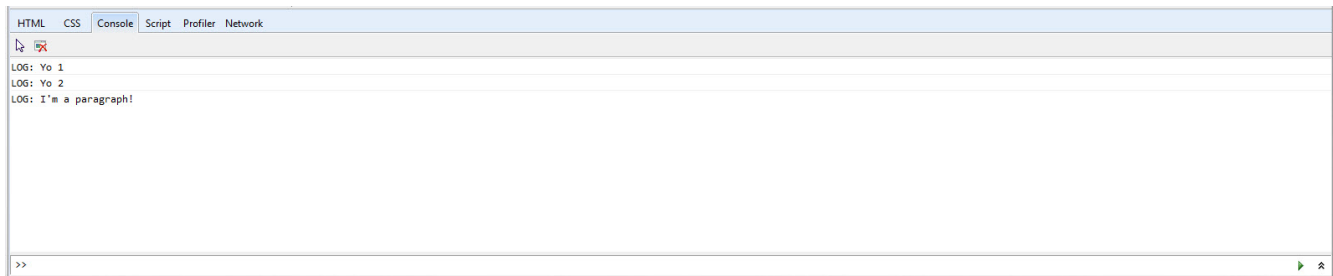 HTML CSS Console Script Profiler Network
LOG: Yo 1
LOG: Yo 2
LOG: I'm a paragraph!
>>